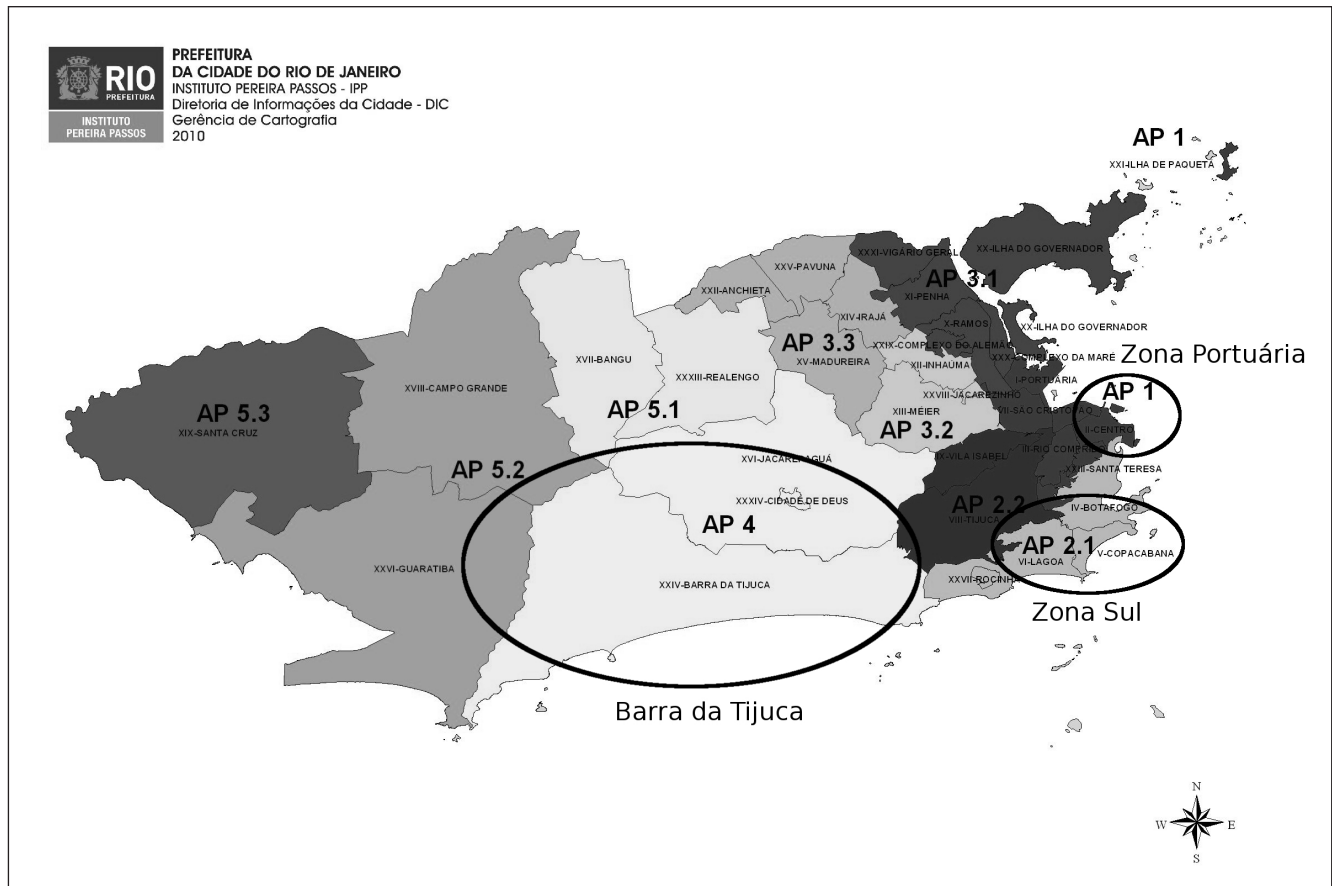 RIO
PREFEITURA
INSTITUTO
PEREIRA PASSOS
PREFEITURA
DA CIDADE DO RIO DE JANEIRO
INSTITUTO PEREIRA PASSOS - IPP
Diretoria de Informações da Cidade - DIC
Gerência de Cartografia
2010
AP 1
XXI-ILHA DE PAQUETÁ
XX-ILHA DO GOVERNADOR
XXXI-VIGÁRIO GERAL
XXV-PAVUNA
AP 3.1
XXII-ANCHIETA
XI-PENHA
XIV-IRAJÁ
X-RAMOS
XX-ILHA DO GOVERNADOR
AP 3.3
XXIX-COMPLEXO DO ALEMÃO
XXX-COMPLEXO DA MARÉ
Zona Portuária
XVII-BANGU
XV-MADUREIRA
XII-INHAÚMA
XXXIII-REALENGO
I-PORTUÁRIA
XVIII-CAMPO GRANDE
XXVIII-JACAREZINHO
AP 1
AP 5.3
AP 5.1
XIII-MÉIER
VII-SÃO CRISTOVÃO
XIX-SANTA CRUZ
AP 3.2
II-CENTRO
III-RIO COMPRIDO
XVI-JACAREPAGUÁ
IX-VILA ISABEL
AP 5.2
XXIII-SANTA TERESA
XXXIV-CIDADE DE DEUS
AP 2.2
IV-BOTAFOGO
AP 4
VIII-TIJUCA
AP 2.1
V-COPACABANA
VI-LAGOA
XXVI-GUARATIBA
XXIV-BARRA DA TIJUCA
XXVII-ROCINHA
Zona Sul
Barra da Tijuca
N
W
E
S